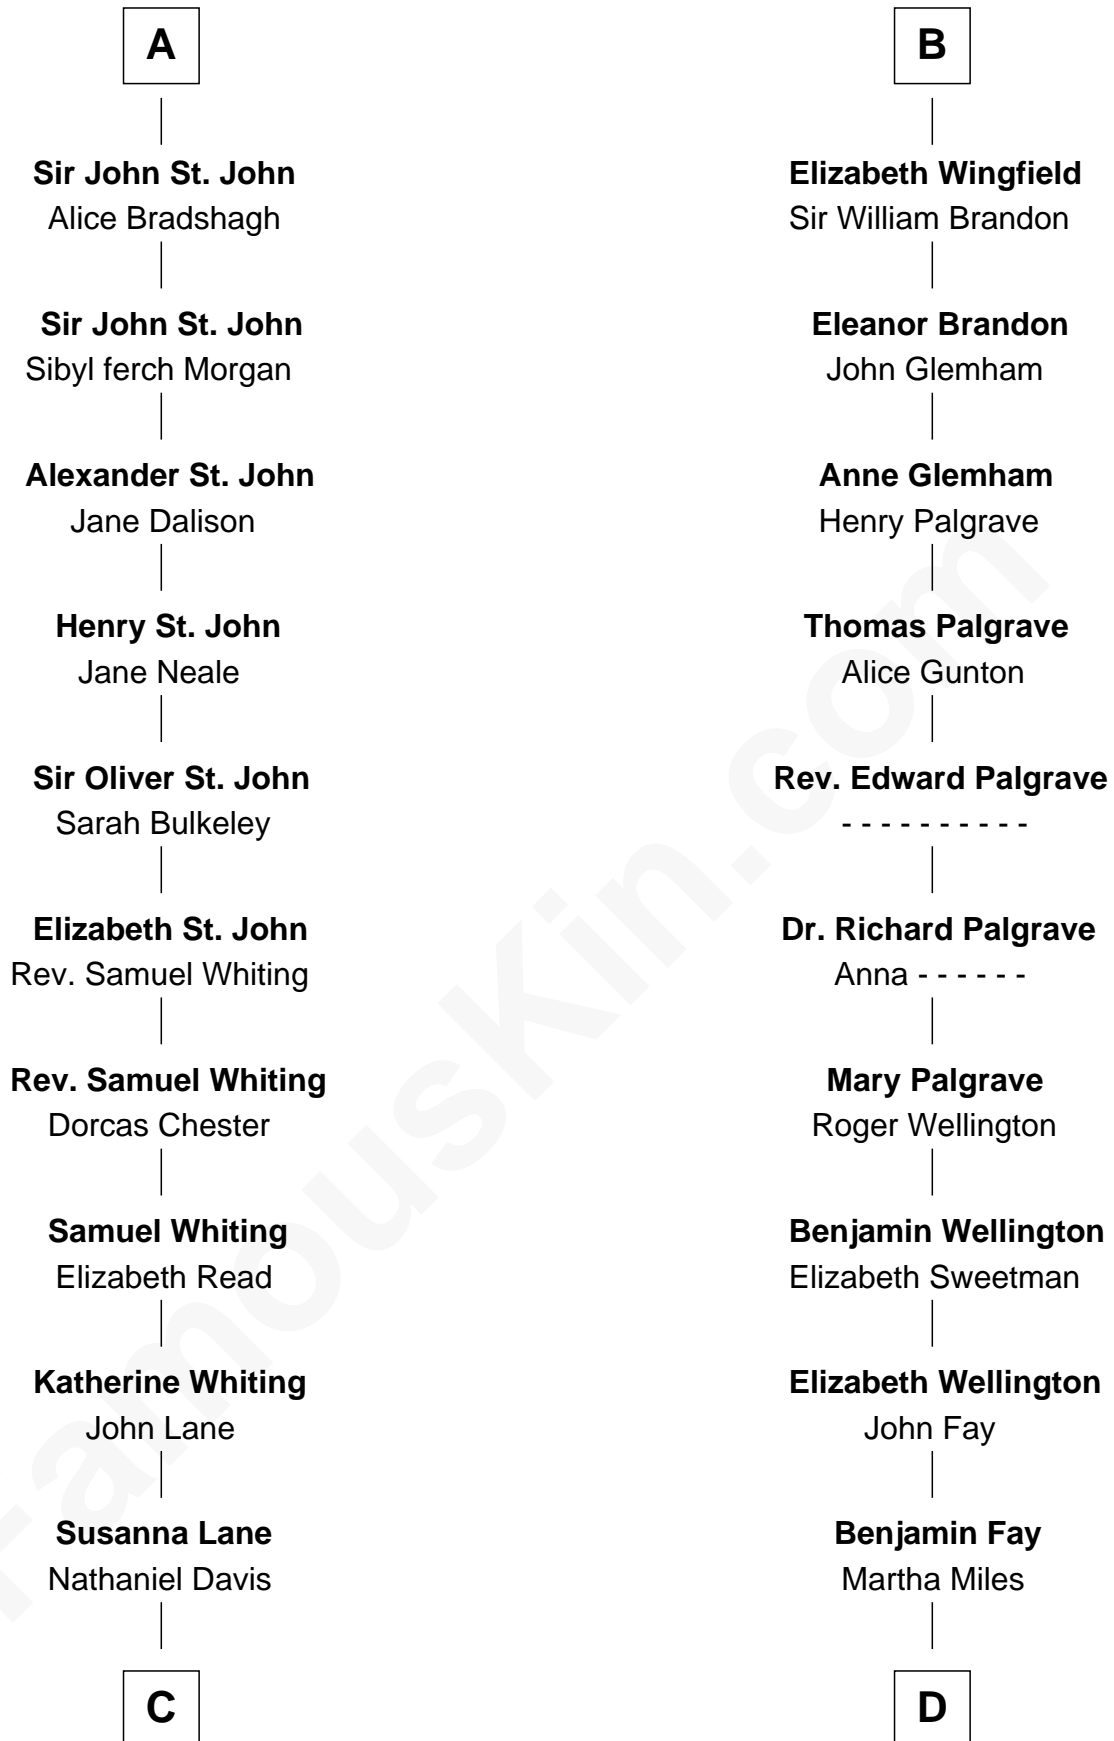 A
Sir John St. John
Alice Bradshagh
Sir John St. John
Sibyl ferch Morgan
Alexander St. John
Jane Dalison
Henry St. John
Jane Neale
Sir Oliver St. John
Sarah Bulkeley
Elizabeth St. John
Rev. Samuel Whiting
Rev. Samuel Whiting
Dorcas Chester
Samuel Whiting
Elizabeth Read
Katherine Whiting
John Lane
Susanna Lane
Nathaniel Davis
C
B
Elizabeth Wingfield
Sir William Brandon
Eleanor Brandon
John Glemham
Anne Glemham
Henry Palgrave
Thomas Palgrave
Alice Gunton
Rev. Edward Palgrave
- - - - - - - - - -
Dr. Richard Palgrave
Anna - - - - - -
Mary Palgrave
Roger Wellington
Benjamin Wellington
Elizabeth Sweetman
Elizabeth Wellington
John Fay
Benjamin Fay
Martha Miles
D
FamousKin.com